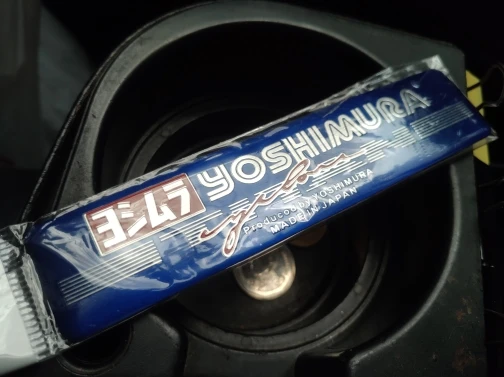 ヨシムラ YOSHIMURA
cyclone
Produced by YOSHIMURA
MADE IN JAPAN